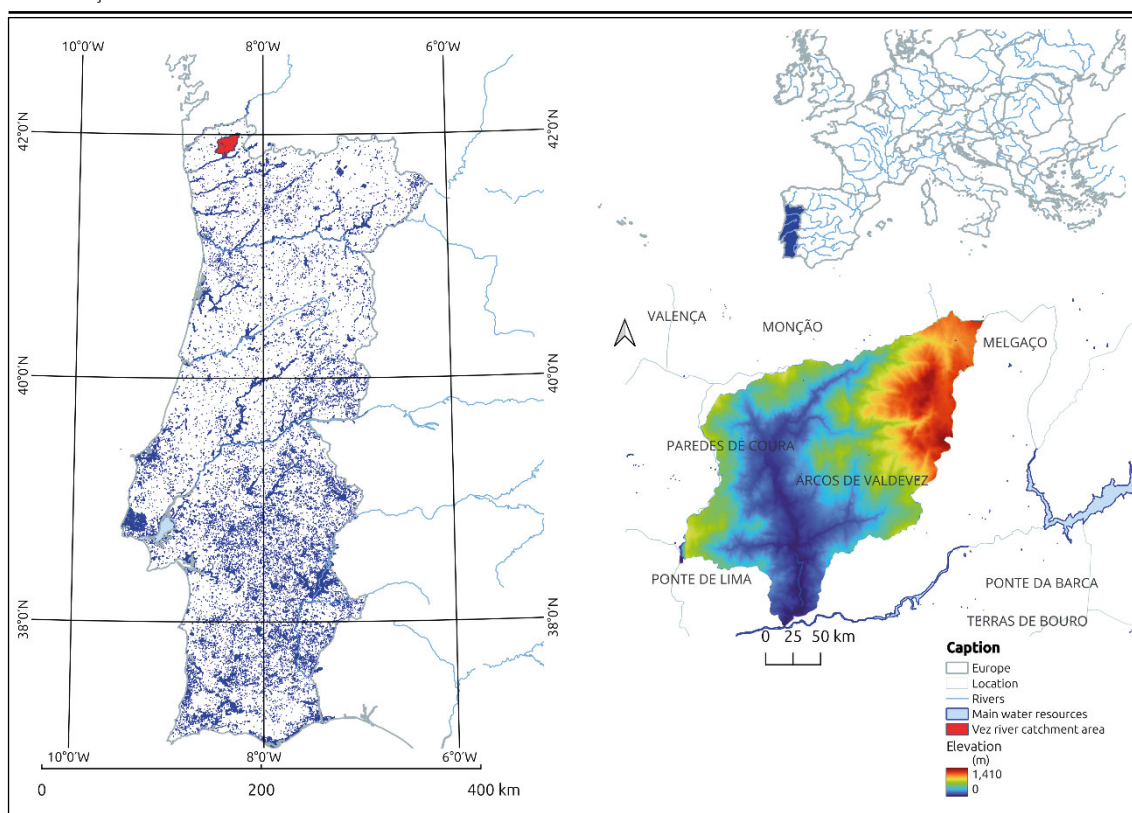 10°0'W
8°0'W
6°0'W
42°0'N
42°0'N
40°0'N
40°0'N
38°0'N
38°0'N
10°0'W
8°0'W
6°0'W
0
200
400 km
VALENÇA
MONÇÃO
MELGAÇO
PAREDES DE COURA
ARCOS DE VALDEVEZ
PONTE DE LIMA
PONTE DA BARCA
TERRAS DE BOURO
0 25 50 km
Caption
Europe
Location
Rivers
Main water resources
Vez river catchment area
Elevation
(m)
1,410
0